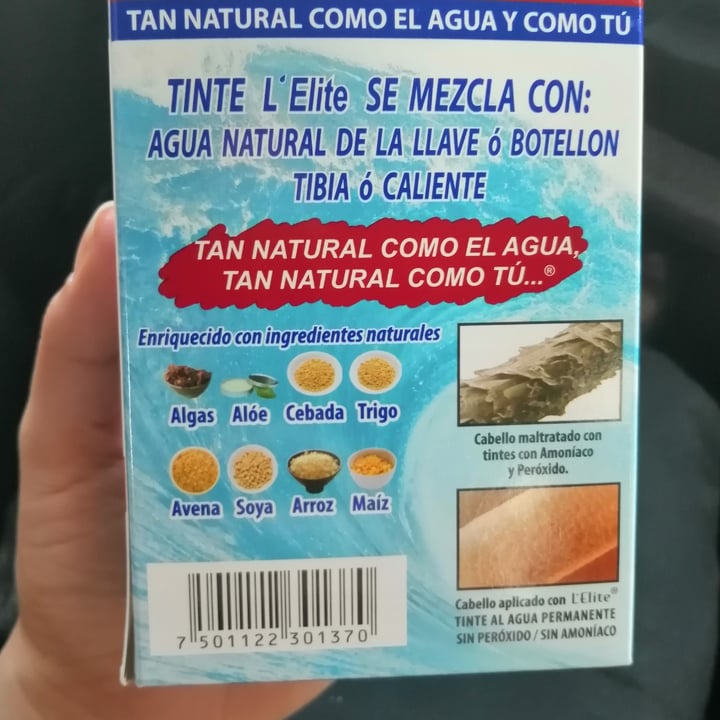 TAN NATURAL COMO EL AGUA Y COMO TÚ
TINTE L'Elite SE MEZCLA CON:
AGUA NATURAL DE LA LLAVE ó BOTELLON
TIBIA ó CALIENTE
TAN NATURAL COMO EL AGUA,
TAN NATURAL COMO TÚ...®
Enriquecido con ingredientes naturales
Algas Alóe Cebada Trigo
Avena Soya Arroz Maíz
Cabello maltratado con
tintes con Amoníaco
y Peróxido.
Cabello aplicado con L'Elite®
TINTE AL AGUA PERMANENTE
SIN PERÓXIDO / SIN AMONÍACO
7 501122 301370